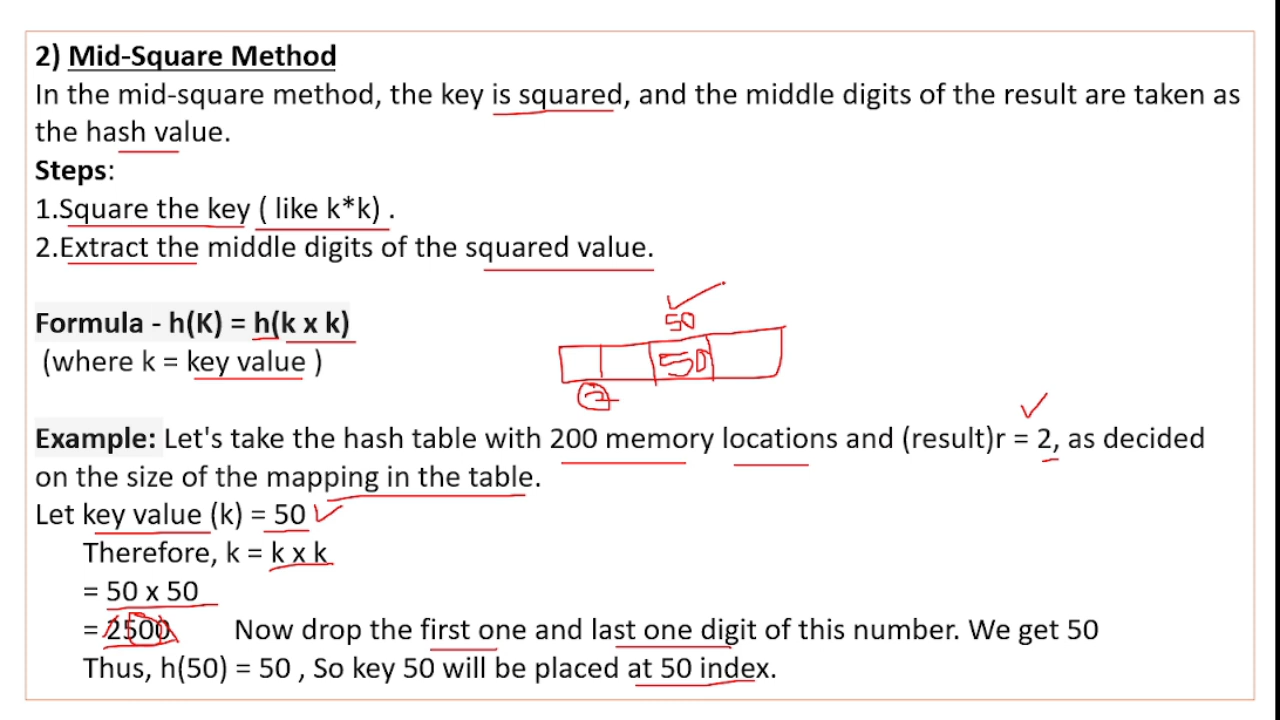 2) Mid-Square Method
In the mid-square method, the key is squared, and the middle digits of the result are taken as
the hash value.
Steps:
1.Square the key ( like k*k) .
2.Extract the middle digits of the squared value.
50
Formula - h(K) = h(k x k)
(where k = key value )
50
2
Example: Let's take the hash table with 200 memory locations and (result)r = 2, as decided
on the size of the mapping in the table.
Let key value (k) = 50
Therefore, k = k x k
= 50 x 50
= 2500 Now drop the first one and last one digit of this number. We get 50
Thus, h(50) = 50 , So key 50 will be placed at 50 index.